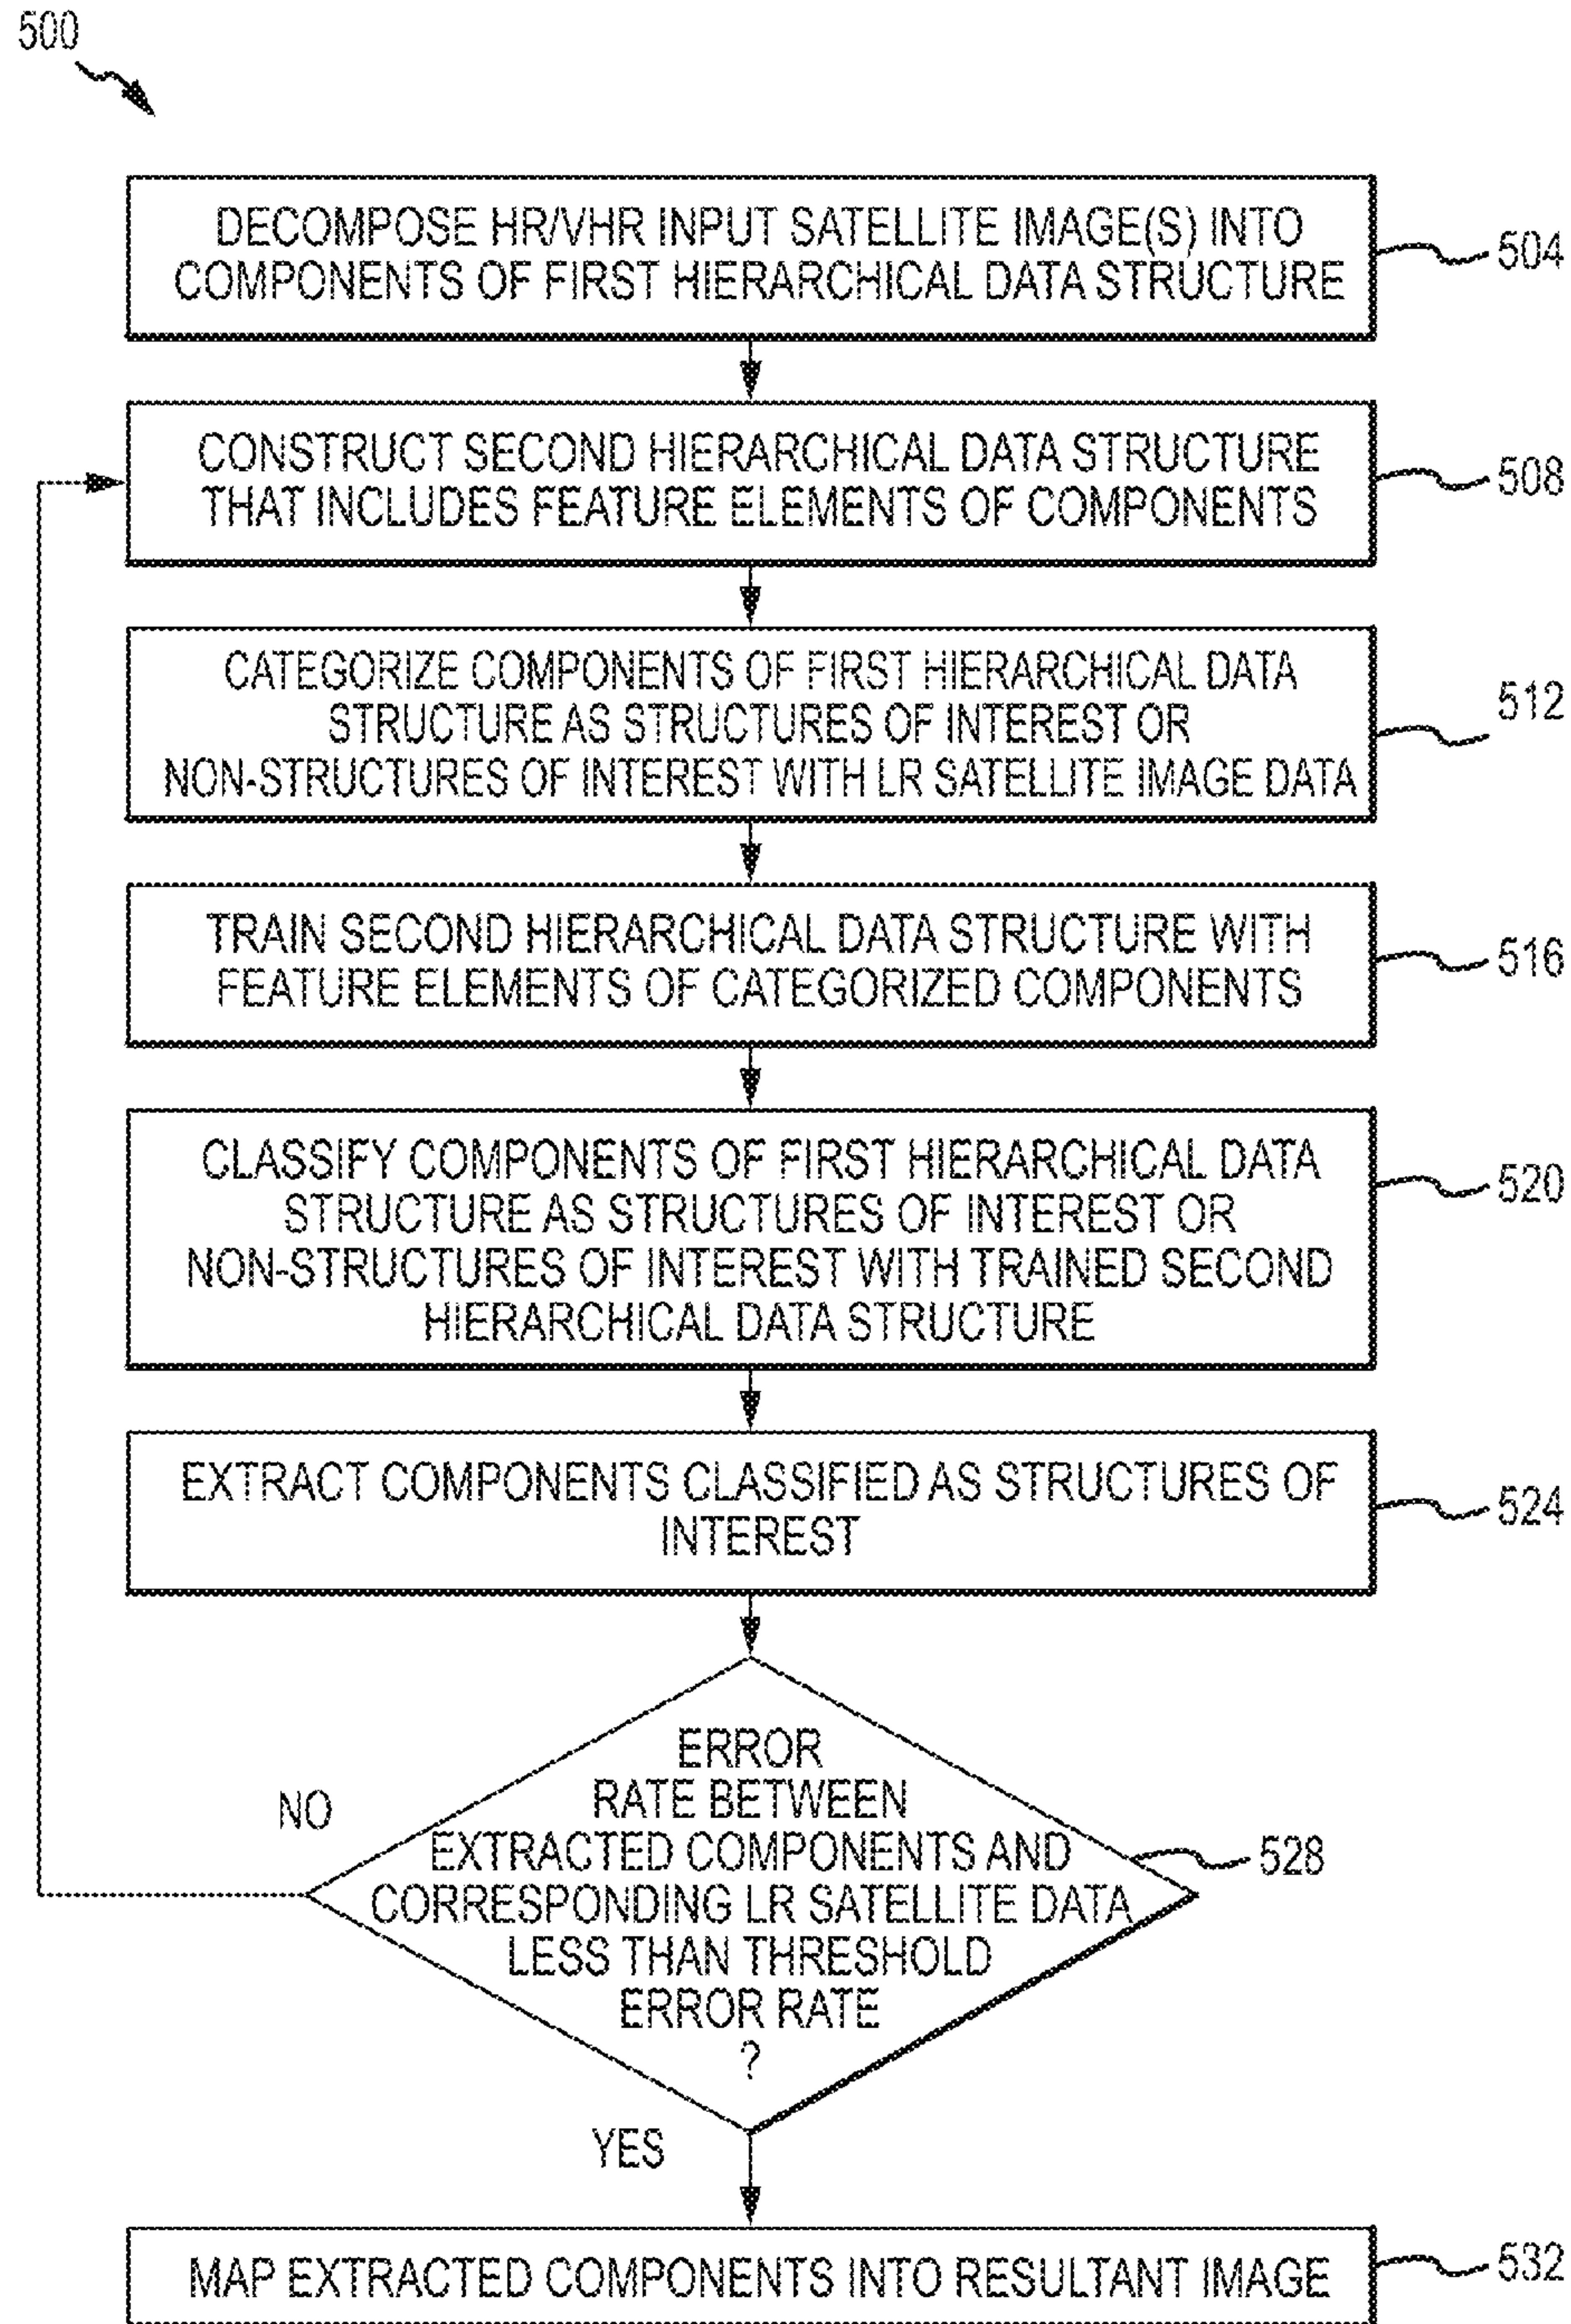 500
DECOMPOSE HR/VHR INPUT SATELLITE IMAGE(S) INTO
COMPONENTS OF FIRST HIERARCHICAL DATA STRUCTURE
504
CONSTRUCT SECOND HIERARCHICAL DATA STRUCTURE
THAT INCLUDES FEATURE ELEMENTS OF COMPONENTS
508
CATEGORIZE COMPONENTS OF FIRST HIERARCHICAL DATA
STRUCTURE AS STRUCTURES OF INTEREST OR
NON-STRUCTURES OF INTEREST WITH LR SATELLITE IMAGE DATA
512
TRAIN SECOND HIERARCHICAL DATA STRUCTURE WITH
FEATURE ELEMENTS OF CATEGORIZED COMPONENTS
516
CLASSIFY COMPONENTS OF FIRST HIERARCHICAL DATA
STRUCTURE AS STRUCTURES OF INTEREST OR
NON-STRUCTURES OF INTEREST WITH TRAINED SECOND
HIERARCHICAL DATA STRUCTURE
520
EXTRACT COMPONENTS CLASSIFIED AS STRUCTURES OF
INTEREST
524
ERROR
RATE BETWEEN
EXTRACTED COMPONENTS AND
CORRESPONDING LR SATELLITE DATA
LESS THAN THRESHOLD
ERROR RATE
?
528
NO
YES
MAP EXTRACTED COMPONENTS INTO RESULTANT IMAGE
532